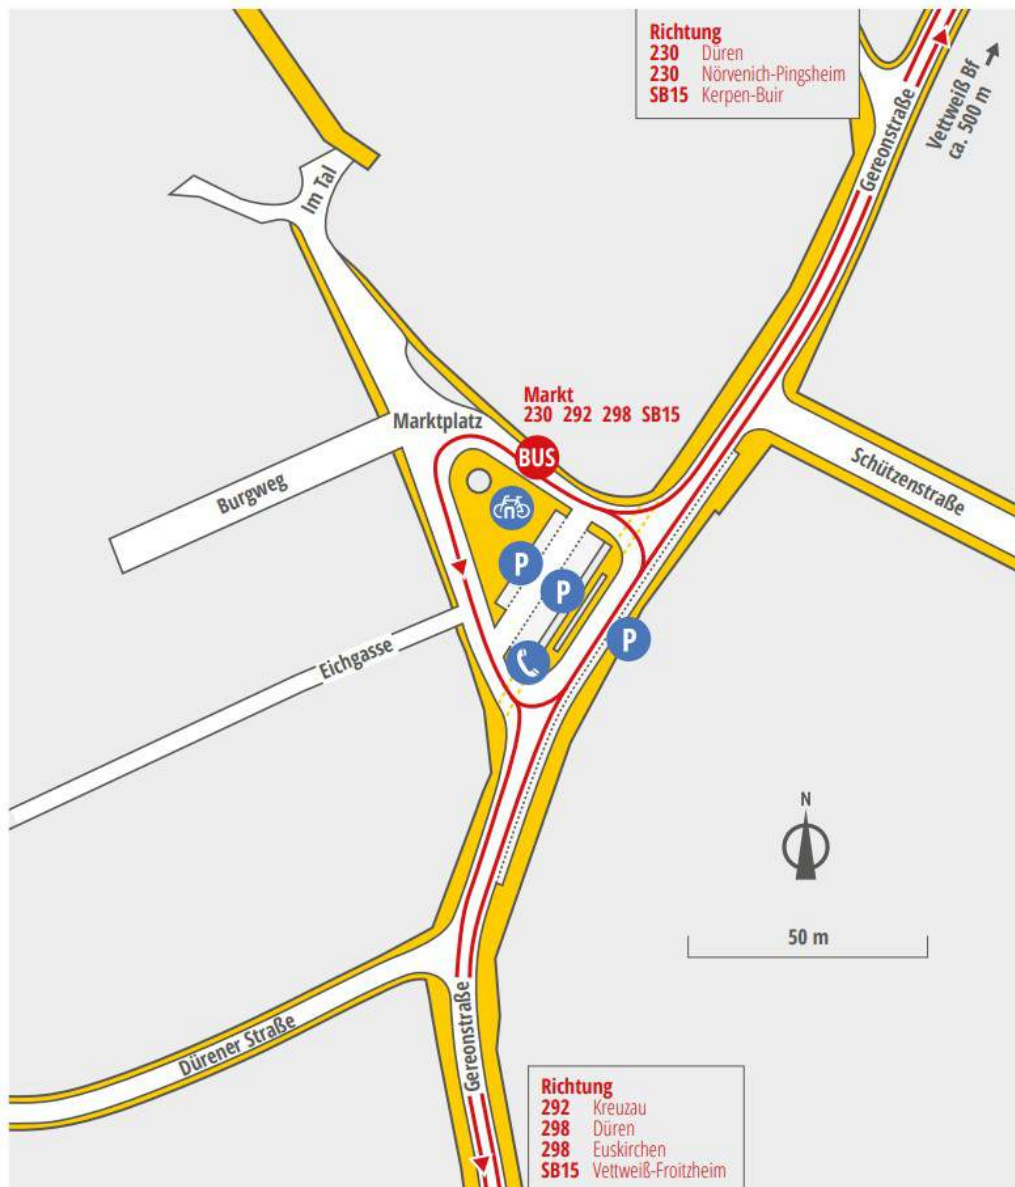 Richtung
230 Düren
230 Nörvenich-Pingsheim
SB15 Kerpen-Buir
Vettweiß Bf
ca. 500 m
Gereonstraße
Im Tal
Markt
230 292 298 SB15
Marktplatz
BUS
Burgweg
Schützenstraße
P
P
P
Eichgasse
N
50 m
Dürener Straße
Gereonstraße
Richtung
292 Kreuzau
298 Düren
298 Euskirchen
SB15 Vettweiß-Froitzheim